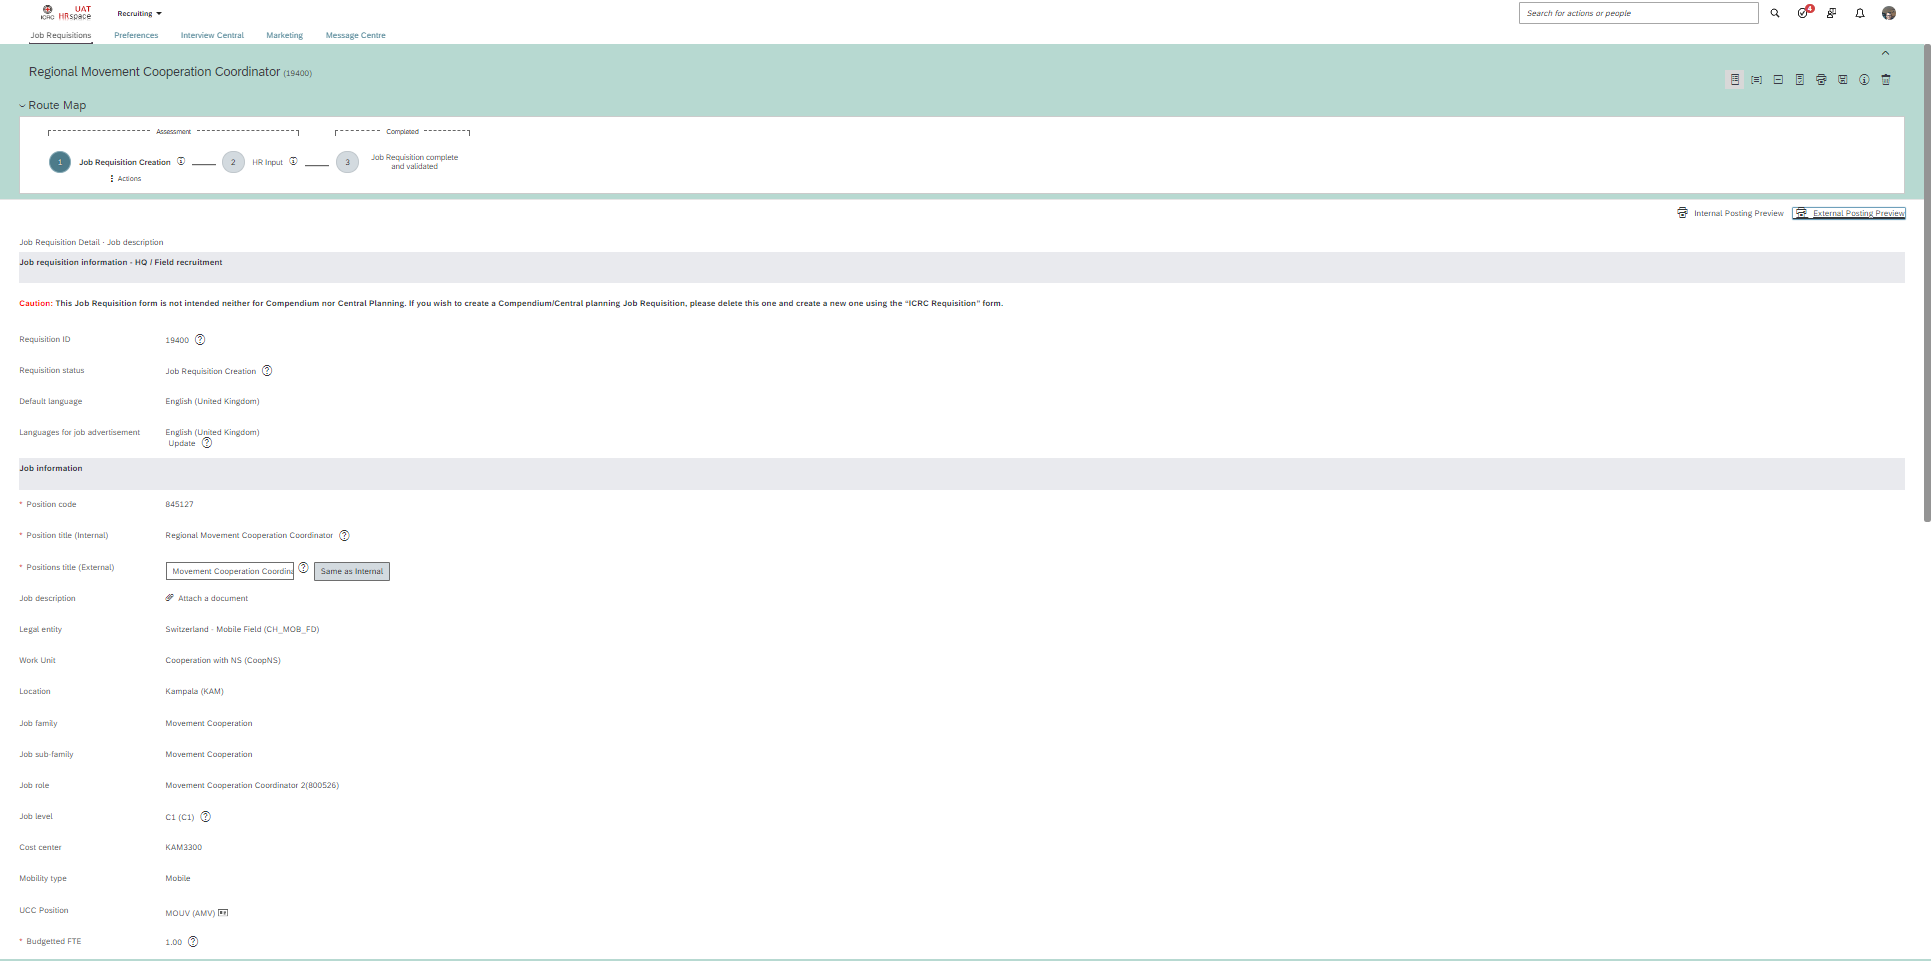 ICRC
UAT
HRspace
Recruiting
Search for actions or people
4
Job Requisitions
Preferences
Interview Central
Marketing
Message Centre
Regional Movement Cooperation Coordinator (19400)
Route Map
Assessment
Completed
1
Job Requisition Creation
2
HR Input
3
Job Requisition complete
and validated
Actions
Internal Posting Preview
External Posting Preview
Job Requisition Detail - Job description
Job requisition information - HQ / Field recruitment
Caution: This Job Requisition form is not intended neither for Compendium nor Central Planning. If you wish to create a Compendium/Central planning Job Requisition, please delete this one and create a new one using the "ICRC Requisition" form.
Requisition ID
19400
Requisition status
Job Requisition Creation
Default language
English (United Kingdom)
Languages for job advertisement
English (United Kingdom)
Update
Job information
* Position code
845127
* Position title (Internal)
Regional Movement Cooperation Coordinator
* Positions title (External)
Movement Cooperation Coordina
Same as Internal
Job description
Attach a document
Legal entity
Switzerland - Mobile Field (CH_MOB_FD)
Work Unit
Cooperation with NS (CoopNS)
Location
Kampala (KAM)
Job family
Movement Cooperation
Job sub-family
Movement Cooperation
Job role
Movement Cooperation Coordinator 2(800526)
Job level
C1 (C1)
Cost center
KAM3300
Mobility type
Mobile
UCC Position
MOUV (AMV)
* Budgetted FTE
1.00